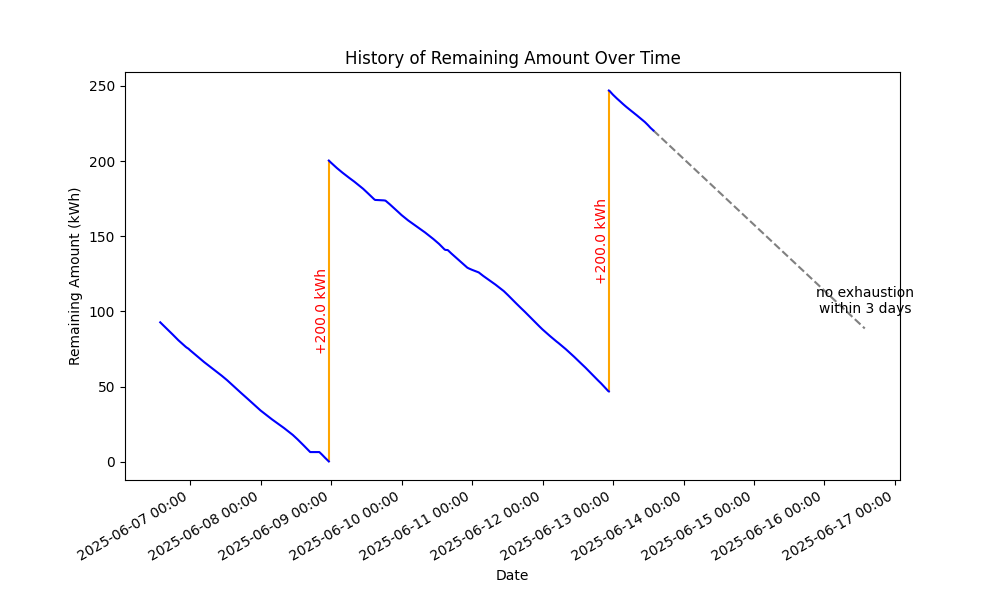 History of Remaining Amount Over Time
Remaining Amount (kWh)
250
200
150
100
50
0
+200.0 kWh
+200.0 kWh
no exhaustion
within 3 days
2025-06-07 00:00
2025-06-08 00:00
2025-06-09 00:00
2025-06-10 00:00
2025-06-11 00:00
2025-06-12 00:00
2025-06-13 00:00
2025-06-14 00:00
2025-06-15 00:00
2025-06-16 00:00
2025-06-17 00:00
Date